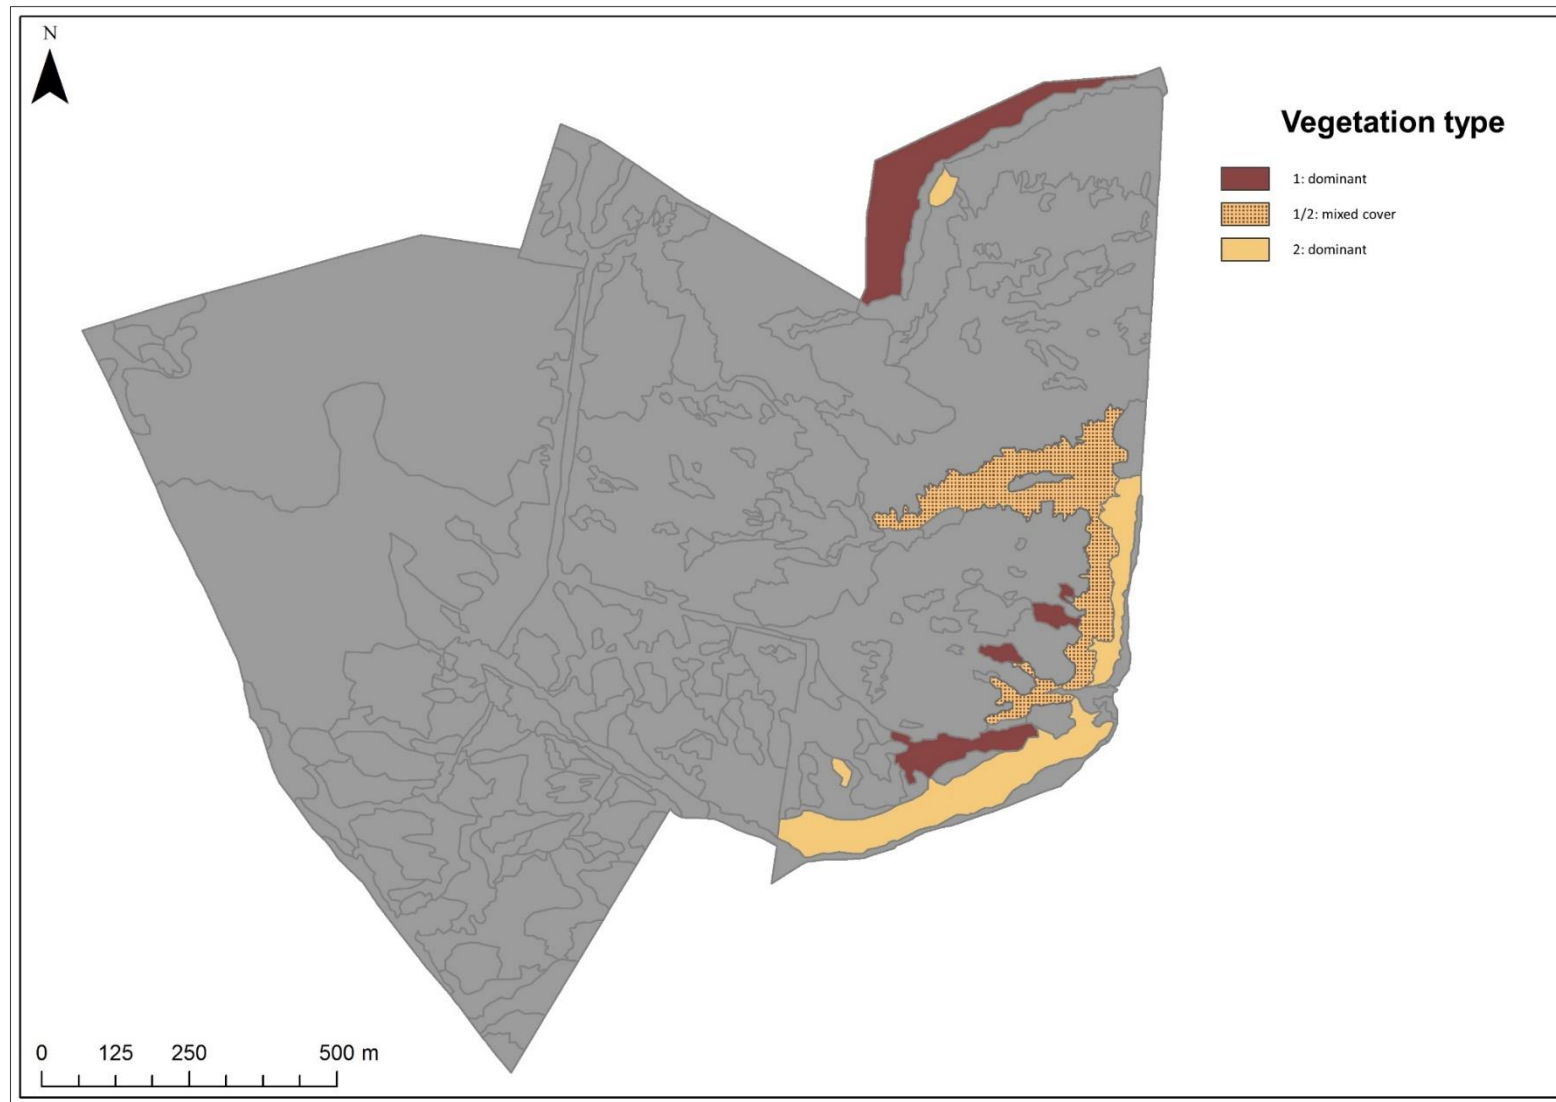 N
Vegetation type
1: dominant
1/2: mixed cover
2: dominant
0 125 250 500 m